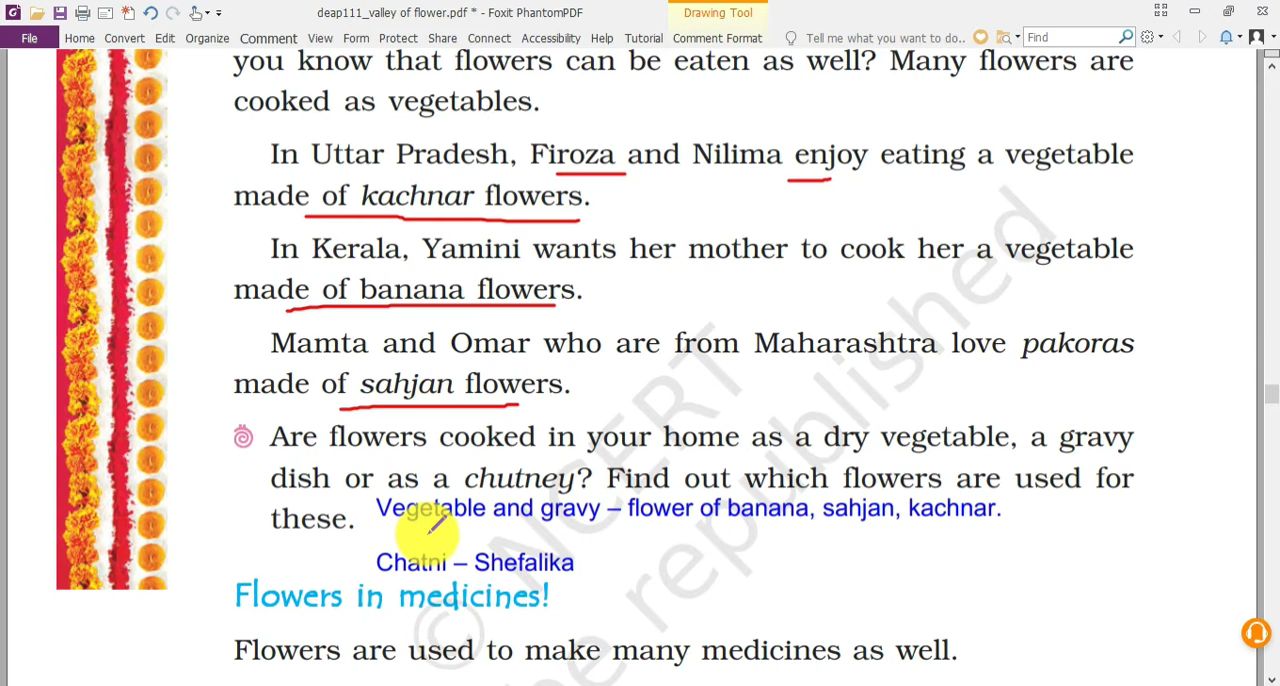 deap111_valley of flower.pdf * - Foxit PhantomPDF
Drawing Tool
File Home Convert Edit Organize Comment View Form Protect Share Connect Accessibility Help Tutorial Comment Format Tell me what you want to do.. Find
you know that flowers can be eaten as well? Many flowers are
cooked as vegetables.
In Uttar Pradesh, Firoza and Nilima enjoy eating a vegetable
made of kachnar flowers.
In Kerala, Yamini wants her mother to cook her a vegetable
made of banana flowers.
Mamta and Omar who are from Maharashtra love pakoras
made of sahjan flowers.
Are flowers cooked in your home as a dry vegetable, a gravy
dish or as a chutney? Find out which flowers are used for
these.
Vegetable and gravy – flower of banana, sahjan, kachnar.
Chatni – Shefalika
Flowers in medicines!
Flowers are used to make many medicines as well.
© NCERT
be republished